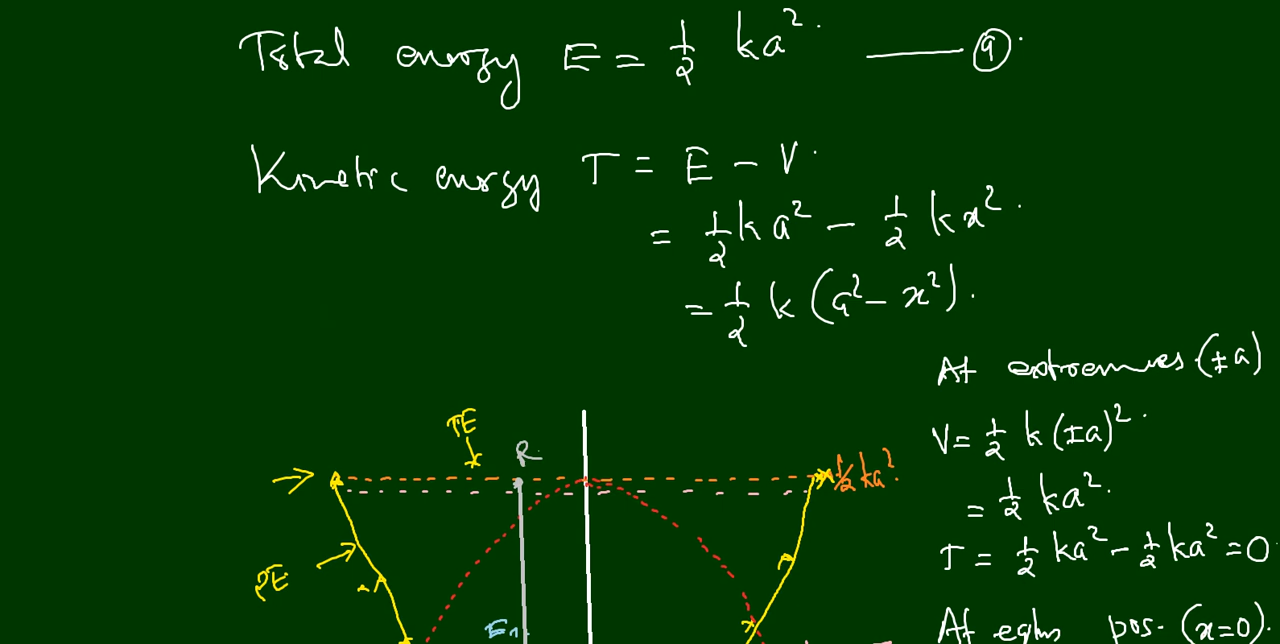 Total energy E = 1/2 ka². —— (9).
Kinetic energy T = E - V.
= 1/2 ka² - 1/2 kx².
= 1/2 k (a² - x²).
At extremes (±a)
V = 1/2 k (±a)².
= 1/2 ka².
T = 1/2 ka² - 1/2 ka² = 0.
At eqbm pos. (x=0).
TE
R
1/2 ka².
PE